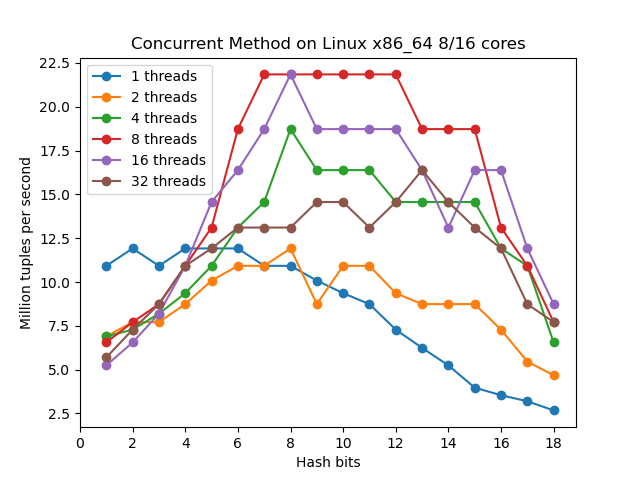 Concurrent Method on Linux x86_64 8/16 cores
22.5
20.0
17.5
15.0
12.5
10.0
7.5
5.0
2.5
Million tuples per second
1 threads
2 threads
4 threads
8 threads
16 threads
32 threads
0 2 4 6 8 10 12 14 16 18
Hash bits